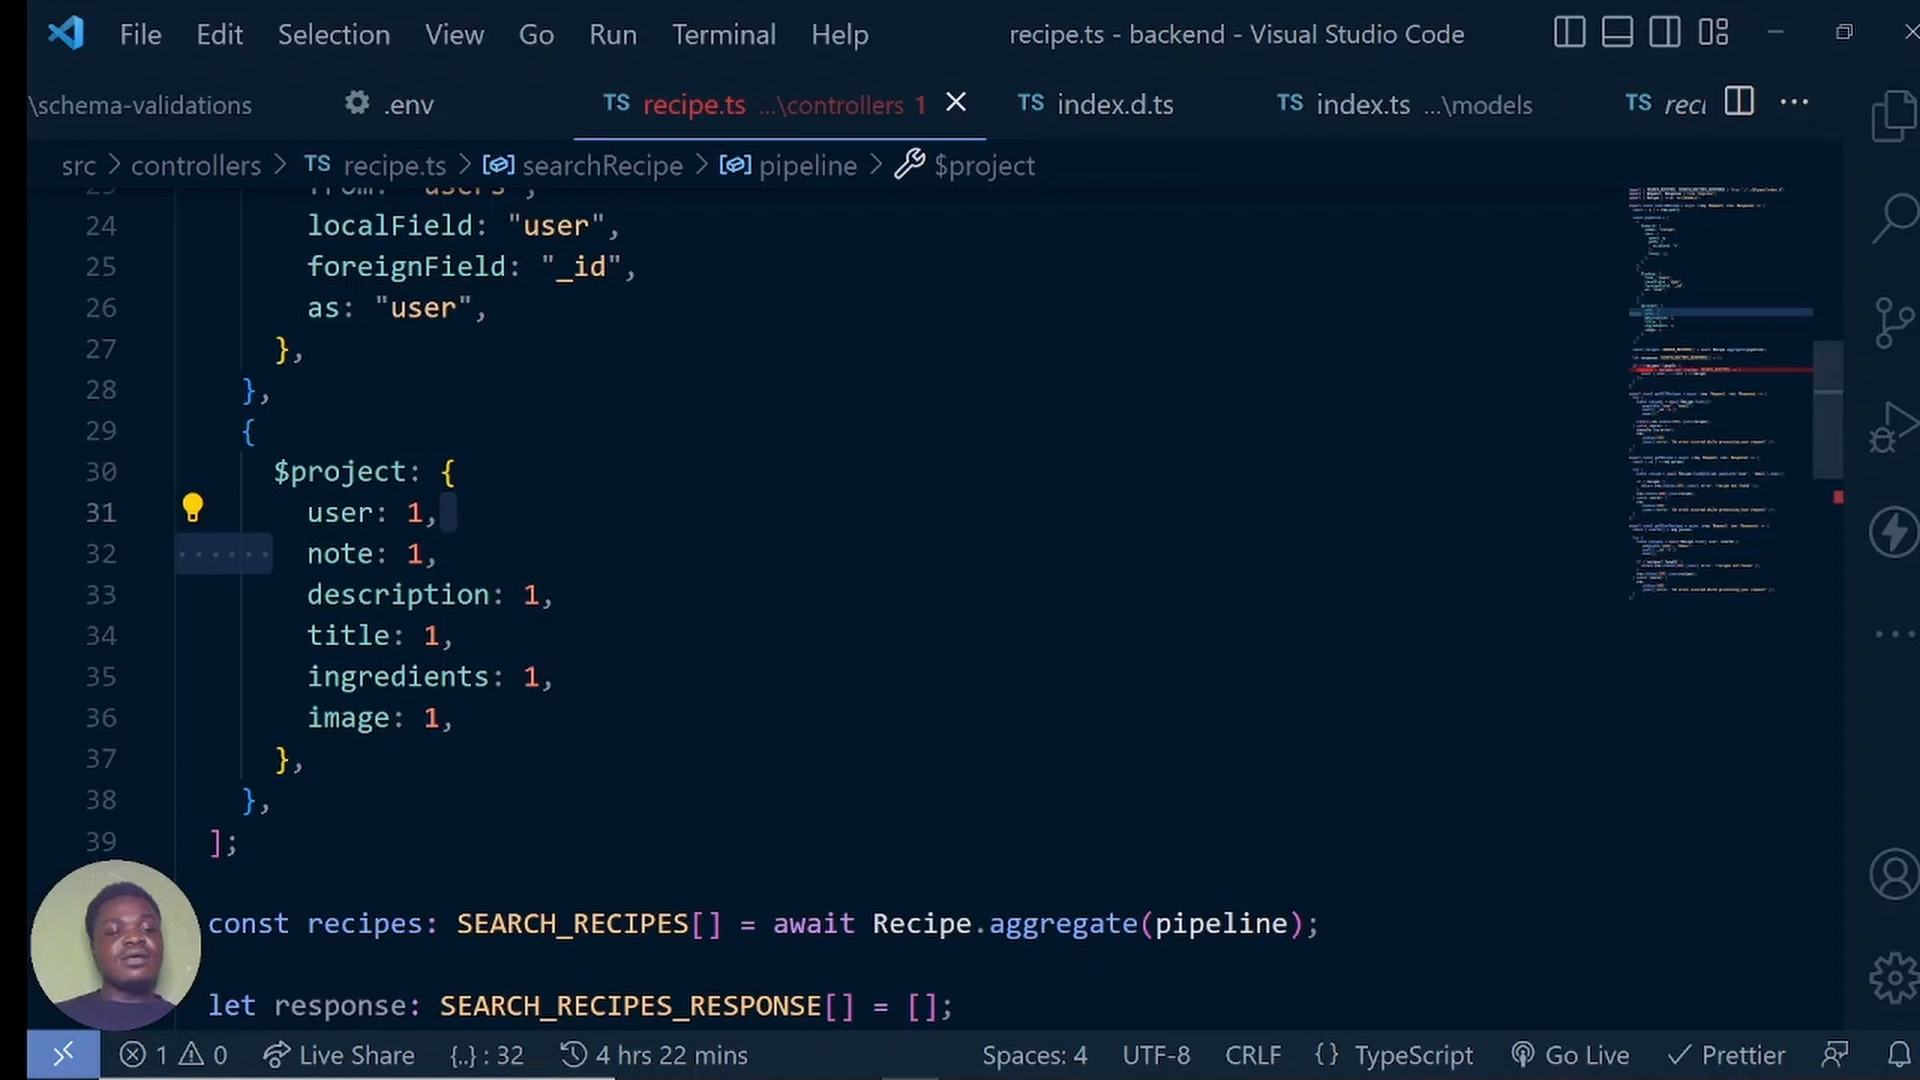 File Edit Selection View Go Run Terminal Help recipe.ts - backend - Visual Studio Code
\schema-validations .env TS recipe.ts ...\controllers 1 TS index.d.ts TS index.ts ...\models TS reci
src > controllers > TS recipe.ts > searchRecipe > pipeline > $project
23 from: "users",
24 localField: "user",
25 foreignField: "_id",
26 as: "user",
27 },
28 },
29 {
30 $project: {
31 user: 1,
32 note: 1,
33 description: 1,
34 title: 1,
35 ingredients: 1,
36 image: 1,
37 },
38 },
39 ];
const recipes: SEARCH_RECIPES[] = await Recipe.aggregate(pipeline);
let response: SEARCH_RECIPES_RESPONSE[] = [];
1 0 Live Share {..} : 32 4 hrs 22 mins Spaces: 4 UTF-8 CRLF {} TypeScript Go Live Prettier